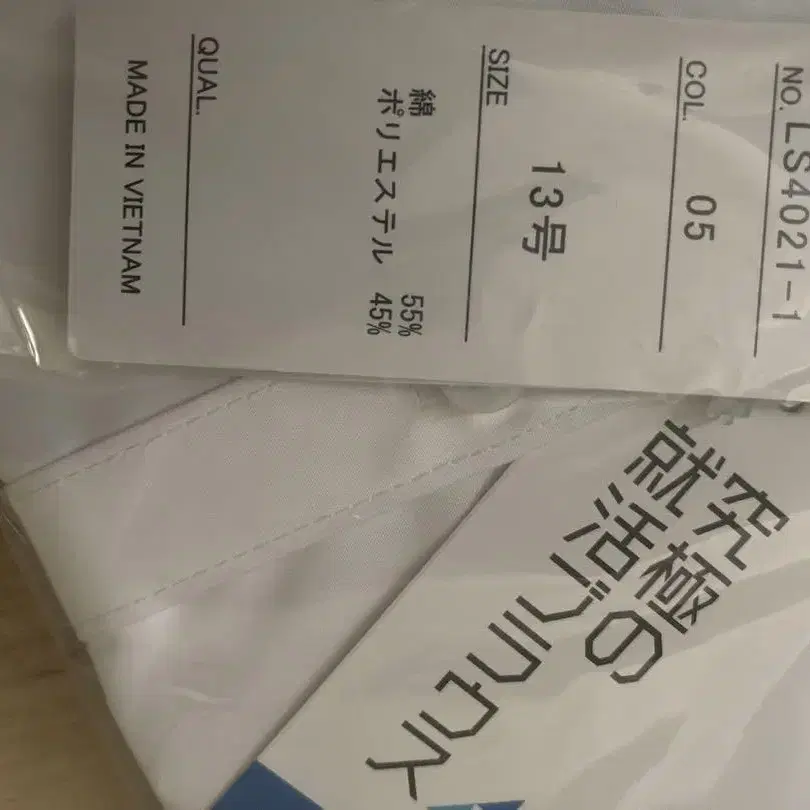 NO. LS4021-1
COL. 05
SIZE 13号
綿 55%
ポリエステル 45%
QUAL.
MADE IN VIETNAM
究極の
就活ブラウス